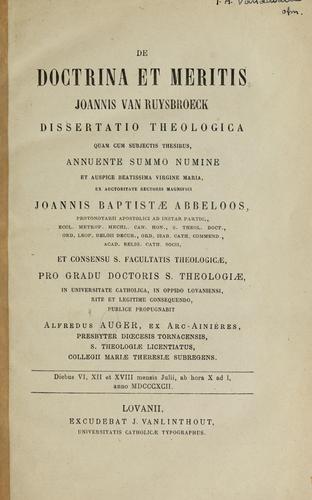 DE
DOCTRINA ET MERITIS
JOANNIS VAN RUYSBROECK
DISSERTATIO THEOLOGICA
QUAM CUM SUBJECTIS THESIBUS,
ANNUENTE SUMMO NUMINE
ET AUSPICE BEATISSIMA VIRGINE MARIA,
EX AUCTORITATE RECTORIS MAGNIFICI
JOANNIS BAPTISTÆ ABBELOOS,
PROTONOTARII APOSTOLICI AD INSTAR PARTIC.,
ECCL. METROP. MECHL. CAN. HON., S. THEOL. DOCT.,
ORD. LEOP. BELGII DECUR., ORD. ISAB. CATH. COMMEND.,
ACAD. RELIG. CATH. SOCII,
ET CONSENSU S. FACULTATIS THEOLOGICÆ,
PRO GRADU DOCTORIS S. THEOLOGIÆ,
IN UNIVERSITATE CATHOLICA, IN OPPIDO LOVANIENSI,
RITE ET LEGITIME CONSEQUENDO,
PUBLICE PROPUGNABIT
ALFREDUS AUGER, EX ARC-AINIÈRES,
PRESBYTER DIŒCESIS TORNACENSIS,
S. THEOLOGIÆ LICENTIATUS,
COLLEGII MARIÆ THERESIÆ SUBREGENS.
Diebus VI, XII et XVIII mensis Julii, ab hora X ad I,
anno MDCCCXCII.
LOVANII,
EXCUDEBAT J. VANLINTHOUT,
UNIVERSITATIS CATHOLICÆ TYPOGRAPHUS.